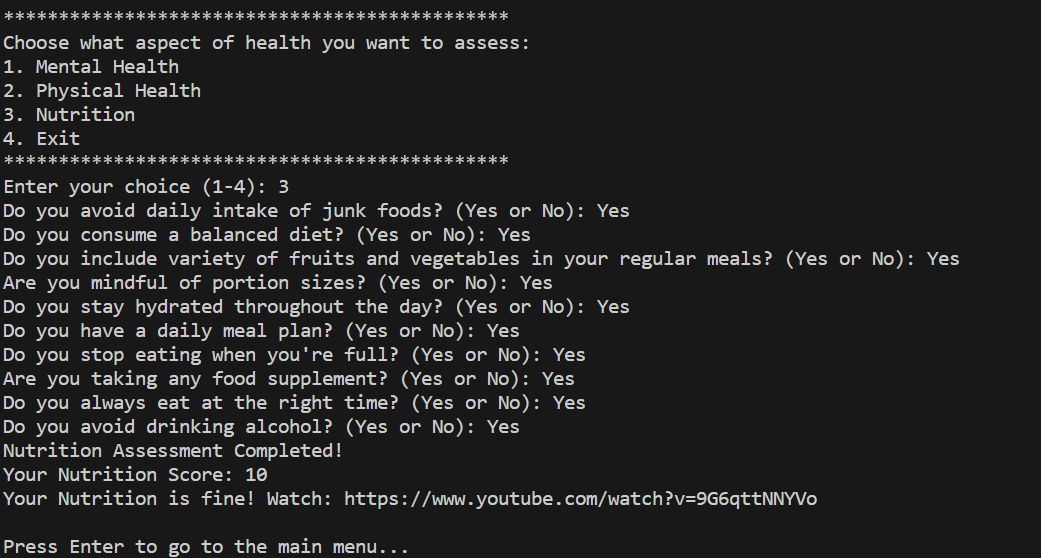 **********************************************
Choose what aspect of health you want to assess:
1. Mental Health
2. Physical Health
3. Nutrition
4. Exit
**********************************************
Enter your choice (1-4): 3
Do you avoid daily intake of junk foods? (Yes or No): Yes
Do you consume a balanced diet? (Yes or No): Yes
Do you include variety of fruits and vegetables in your regular meals? (Yes or No): Yes
Are you mindful of portion sizes? (Yes or No): Yes
Do you stay hydrated throughout the day? (Yes or No): Yes
Do you have a daily meal plan? (Yes or No): Yes
Do you stop eating when you're full? (Yes or No): Yes
Are you taking any food supplement? (Yes or No): Yes
Do you always eat at the right time? (Yes or No): Yes
Do you avoid drinking alcohol? (Yes or No): Yes
Nutrition Assessment Completed!
Your Nutrition Score: 10
Your Nutrition is fine! Watch: https://www.youtube.com/watch?v=9G6qttNNYVo
Press Enter to go to the main menu...